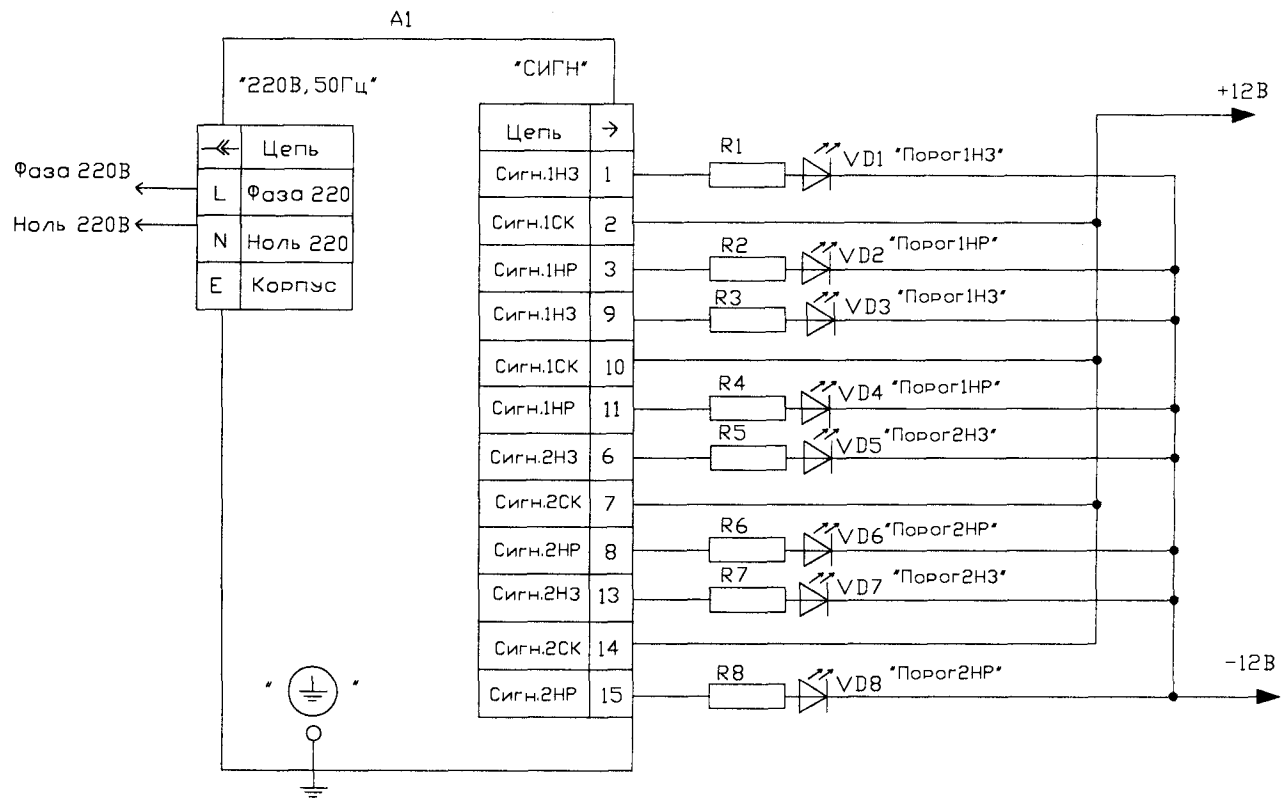 А1
"220В, 50Гц"
"СИГН"
+12В
Цепь
Фаза 220В
L Фаза 220
Ноль 220В
N Ноль 220
E Корпус
Цепь →
Сигн.1НЗ 1
R1 VD1 "Порог1НЗ"
Сигн.1СК 2
Сигн.1НР 3
R2 VD2 "Порог1НР"
Сигн.1НЗ 9
R3 VD3 "Порог1НЗ"
Сигн.1СК 10
Сигн.1НР 11
R4 VD4 "Порог1НР"
Сигн.2НЗ 6
R5 VD5 "Порог2НЗ"
Сигн.2СК 7
Сигн.2НР 8
R6 VD6 "Порог2НР"
Сигн.2НЗ 13
R7 VD7 "Порог2НЗ"
Сигн.2СК 14
-12В
Сигн.2НР 15
R8 VD8 "Порог2НР"